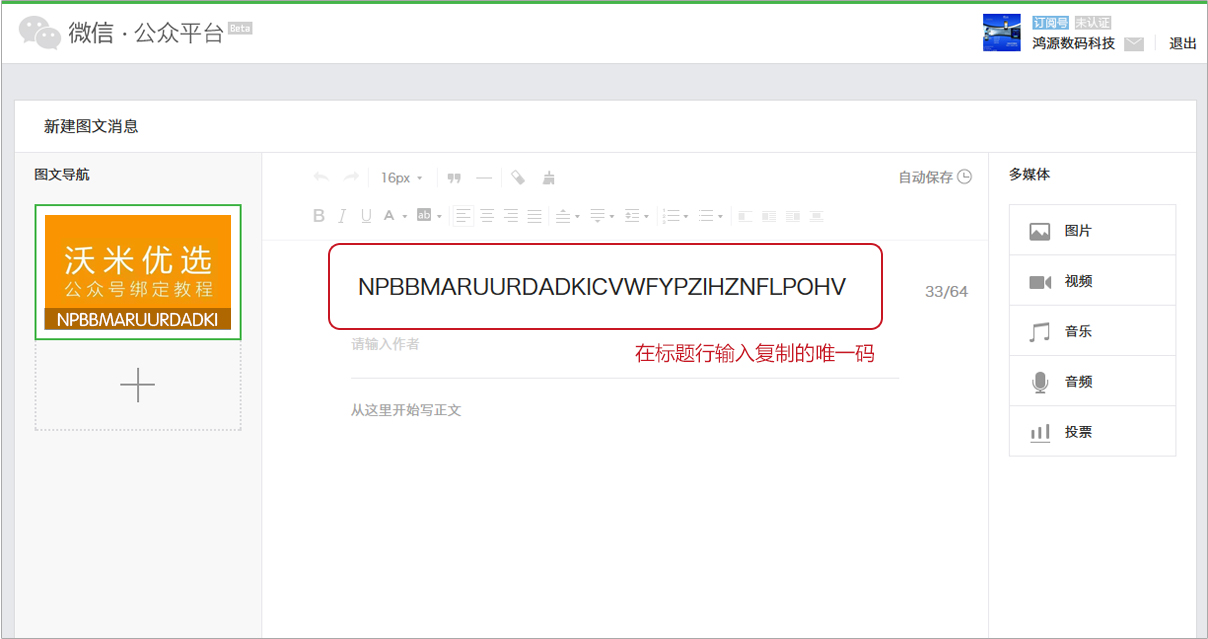 微信·公众平台 Beta
订阅号 未认证
鸿源数码科技
退出
新建图文消息
图文导航
沃米优选
公众号绑定教程
NPBBMARUURDADKI
16px
自动保存
B I U A ab
NPBBMARUURDADKICVWFYPZIHZNFLPOHV
33/64
请输入作者
在标题行输入复制的唯一码
从这里开始写正文
多媒体
图片
视频
音乐
音频
投票